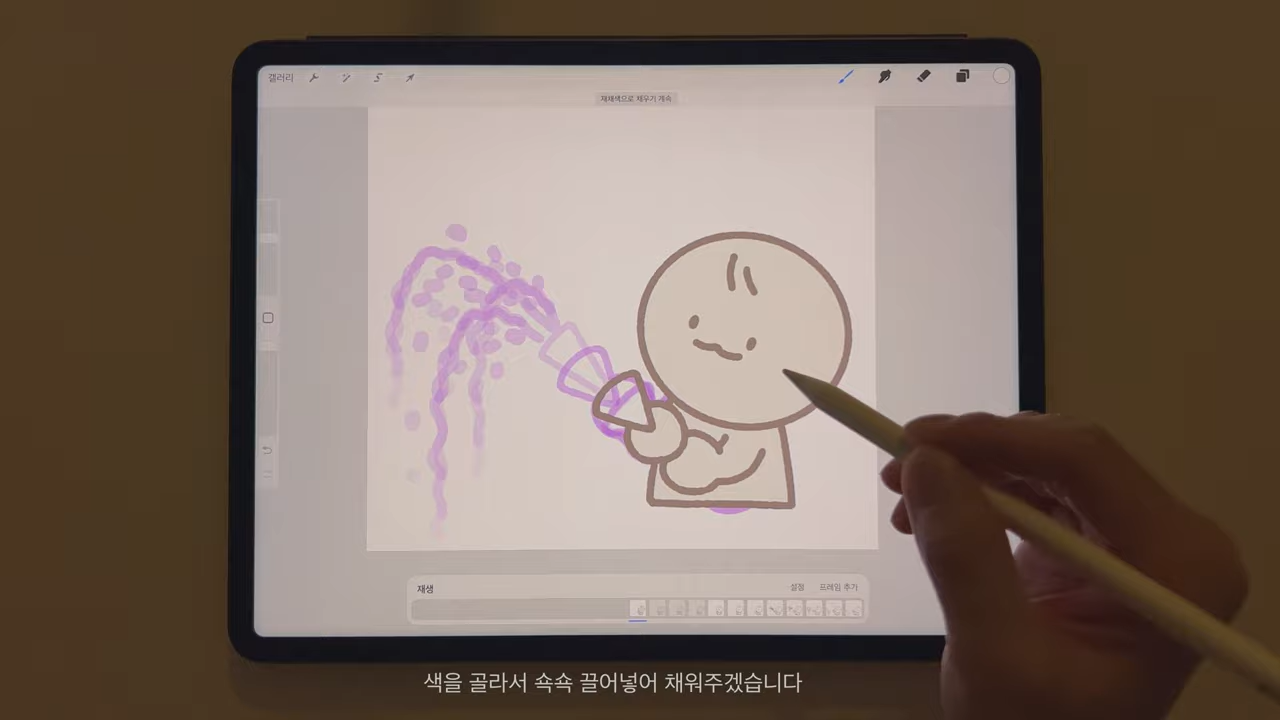 갤러리
재채색으로 채우기 계속
재생
설정
프레임 추가
색을 골라서 쇽쇽 끌어넣어 채워주겠습니다